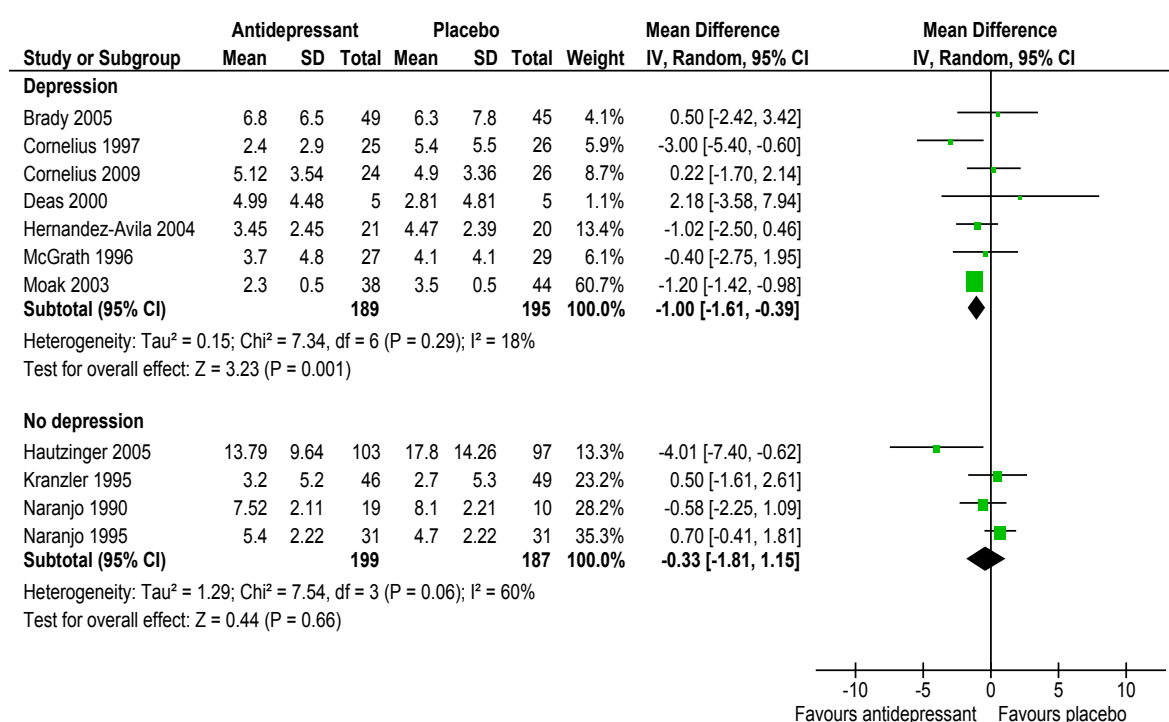 Antidepressant Placebo Mean Difference Mean Difference
Study or Subgroup Mean SD Total Mean SD Total Weight IV, Random, 95% CI IV, Random, 95% CI
Depression
Brady 2005 6.8 6.5 49 6.3 7.8 45 4.1% 0.50 [-2.42, 3.42]
Cornelius 1997 2.4 2.9 25 5.4 5.5 26 5.9% -3.00 [-5.40, -0.60]
Cornelius 2009 5.12 3.54 24 4.9 3.36 26 8.7% 0.22 [-1.70, 2.14]
Deas 2000 4.99 4.48 5 2.81 4.81 5 1.1% 2.18 [-3.58, 7.94]
Hernandez-Avila 2004 3.45 2.45 21 4.47 2.39 20 13.4% -1.02 [-2.50, 0.46]
McGrath 1996 3.7 4.8 27 4.1 4.1 29 6.1% -0.40 [-2.75, 1.95]
Moak 2003 2.3 0.5 38 3.5 0.5 44 60.7% -1.20 [-1.42, -0.98]
Subtotal (95% CI) 189 195 100.0% -1.00 [-1.61, -0.39]
Heterogeneity: Tau² = 0.15; Chi² = 7.34, df = 6 (P = 0.29); I² = 18%
Test for overall effect: Z = 3.23 (P = 0.001)
No depression
Hautzinger 2005 13.79 9.64 103 17.8 14.26 97 13.3% -4.01 [-7.40, -0.62]
Kranzler 1995 3.2 5.2 46 2.7 5.3 49 23.2% 0.50 [-1.61, 2.61]
Naranjo 1990 7.52 2.11 19 8.1 2.21 10 28.2% -0.58 [-2.25, 1.09]
Naranjo 1995 5.4 2.22 31 4.7 2.22 31 35.3% 0.70 [-0.41, 1.81]
Subtotal (95% CI) 199 187 100.0% -0.33 [-1.81, 1.15]
Heterogeneity: Tau² = 1.29; Chi² = 7.54, df = 3 (P = 0.06); I² = 60%
Test for overall effect: Z = 0.44 (P = 0.66)
-10 -5 0 5 10
Favours antidepressant Favours placebo